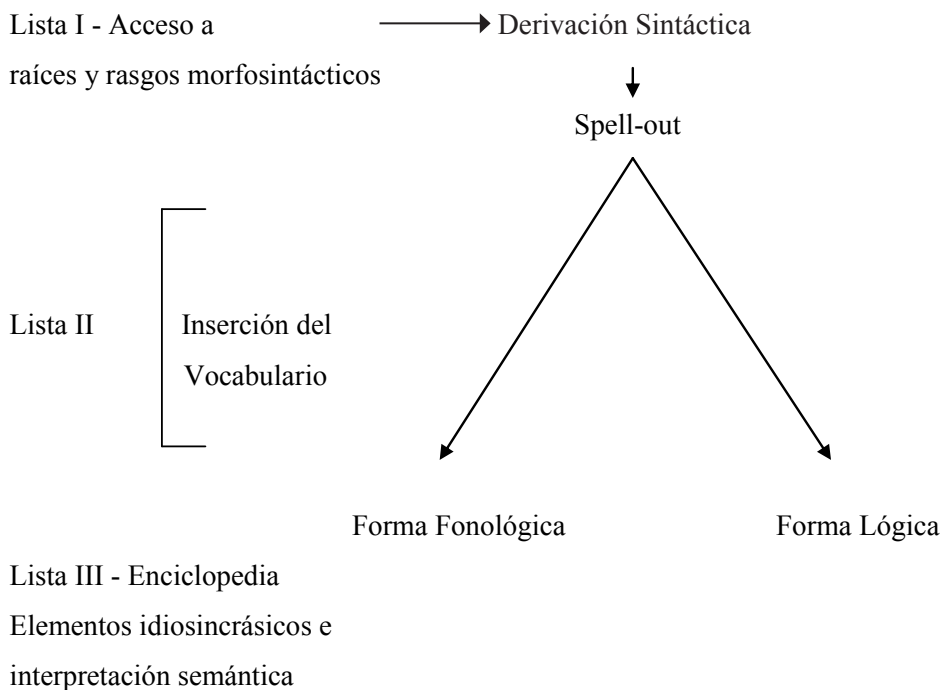 Lista I - Acceso a
Derivación Sintáctica
raíces y rasgos morfosintácticos
Spell-out
Lista II
Inserción del
Vocabulario
Forma Fonológica
Forma Lógica
Lista III - Enciclopedia
Elementos idiosincrásicos e
interpretación semántica